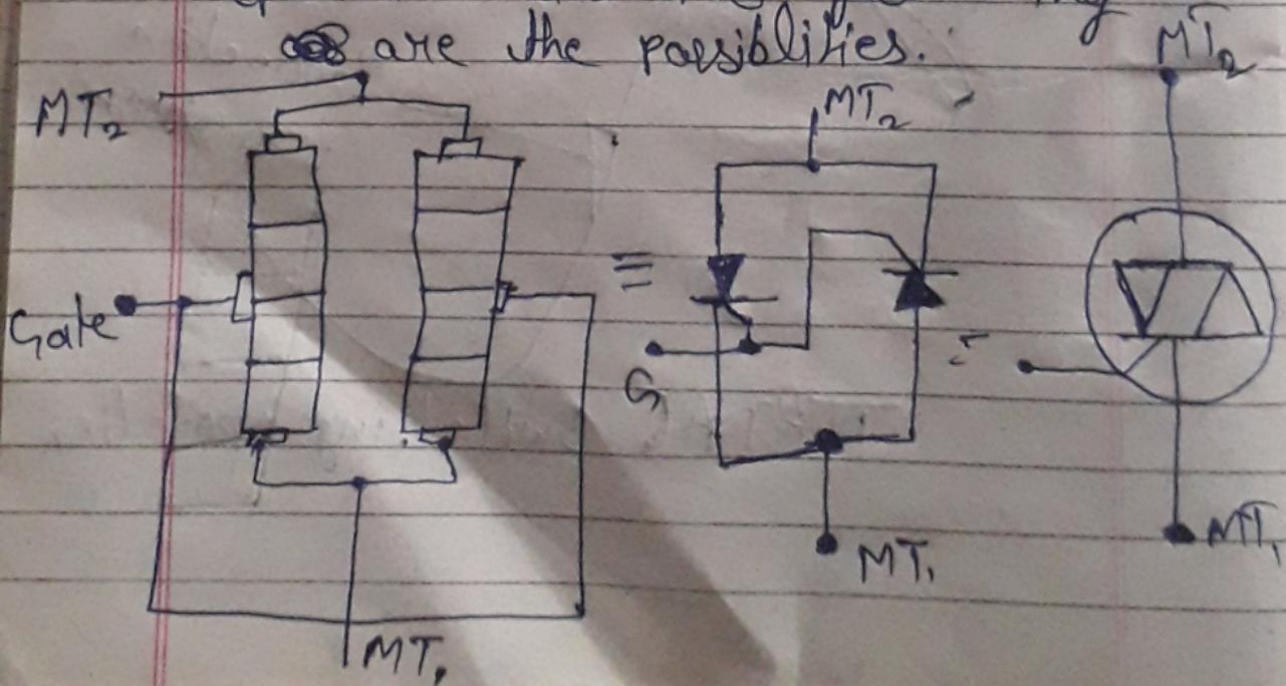 are the possiblities.
MT2
MT2
MT2
Gate
≡
G
MT1
MT1
MT1